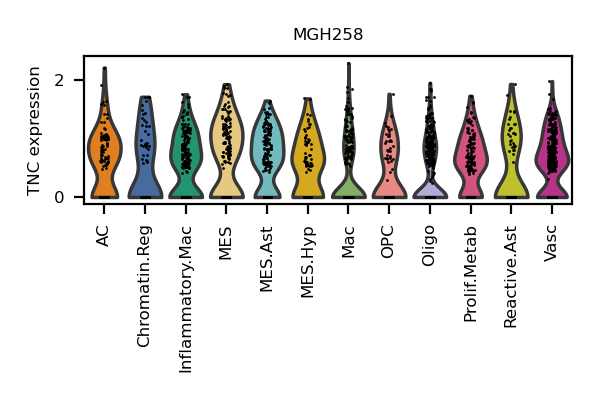 MGH258
TNC expression
2
0
AC
Chromatin.Reg
Inflammatory.Mac
MES
MES.Ast
MES.Hyp
Mac
OPC
Oligo
Prolif.Metab
Reactive.Ast
Vasc